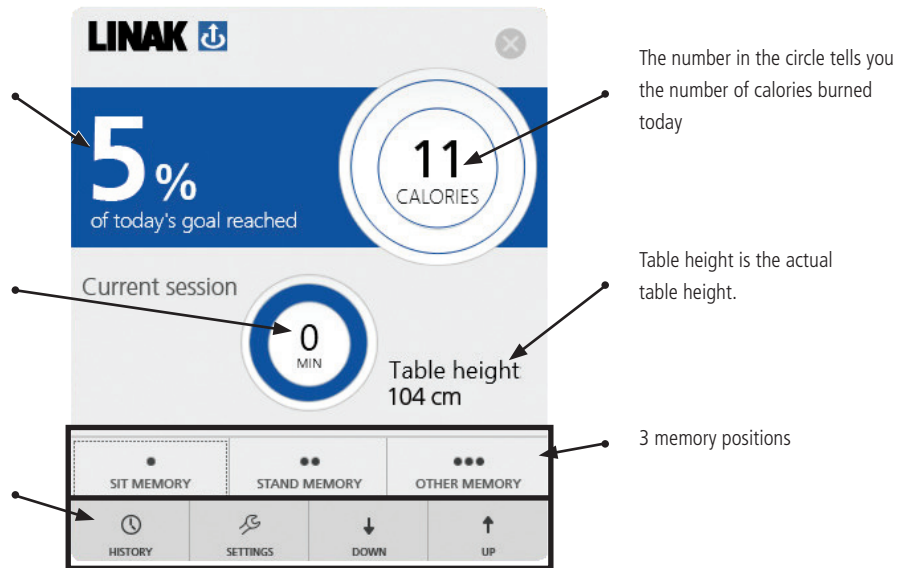 LINAK
5%
of today's goal reached
11
CALORIES
The number in the circle tells you
the number of calories burned
today
Current session
0
MIN
Table height
104 cm
Table height is the actual
table height.
SIT MEMORY
STAND MEMORY
OTHER MEMORY
3 memory positions
HISTORY
SETTINGS
DOWN
UP